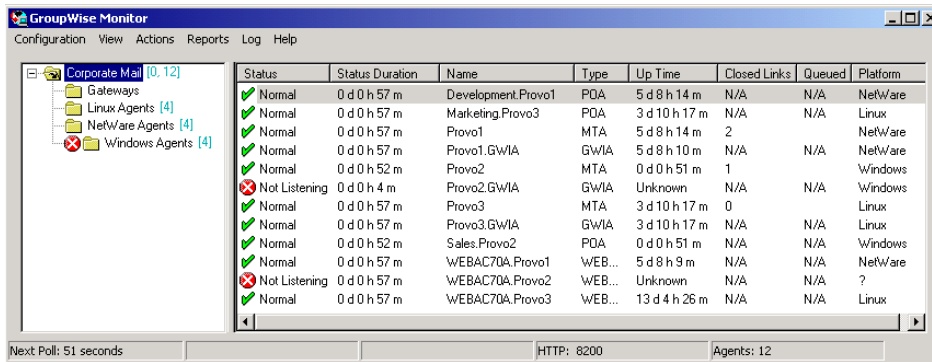 GroupWise Monitor
Configuration View Actions Reports Log Help
Corporate Mail [0, 12]
Gateways
Linux Agents [4]
NetWare Agents [4]
Windows Agents [4]
Status Status Duration Name Type Up Time Closed Links Queued Platform
Normal 0 d 0 h 57 m Development.Provo1 POA 5 d 8 h 14 m N/A N/A NetWare
Normal 0 d 0 h 57 m Marketing.Provo3 POA 3 d 10 h 17 m N/A N/A Linux
Normal 0 d 0 h 57 m Provo1 MTA 5 d 8 h 14 m 2 NetWare
Normal 0 d 0 h 57 m Provo1.GWIA GWIA 5 d 8 h 10 m N/A N/A NetWare
Normal 0 d 0 h 52 m Provo2 MTA 0 d 0 h 51 m 1 Windows
Not Listening 0 d 0 h 4 m Provo2.GWIA GWIA Unknown N/A N/A Windows
Normal 0 d 0 h 57 m Provo3 MTA 3 d 10 h 17 m 0 Linux
Normal 0 d 0 h 57 m Provo3.GWIA GWIA 3 d 10 h 17 m N/A N/A Linux
Normal 0 d 0 h 52 m Sales.Provo2 POA 0 d 0 h 51 m N/A N/A Windows
Normal 0 d 0 h 57 m WEBAC70A.Provo1 WEB... 5 d 8 h 9 m N/A N/A NetWare
Not Listening 0 d 0 h 57 m WEBAC70A.Provo2 WEB... Unknown N/A N/A ?
Normal 0 d 0 h 57 m WEBAC70A.Provo3 WEB... 13 d 4 h 26 m N/A N/A Linux
Next Poll: 51 seconds HTTP: 8200 Agents: 12